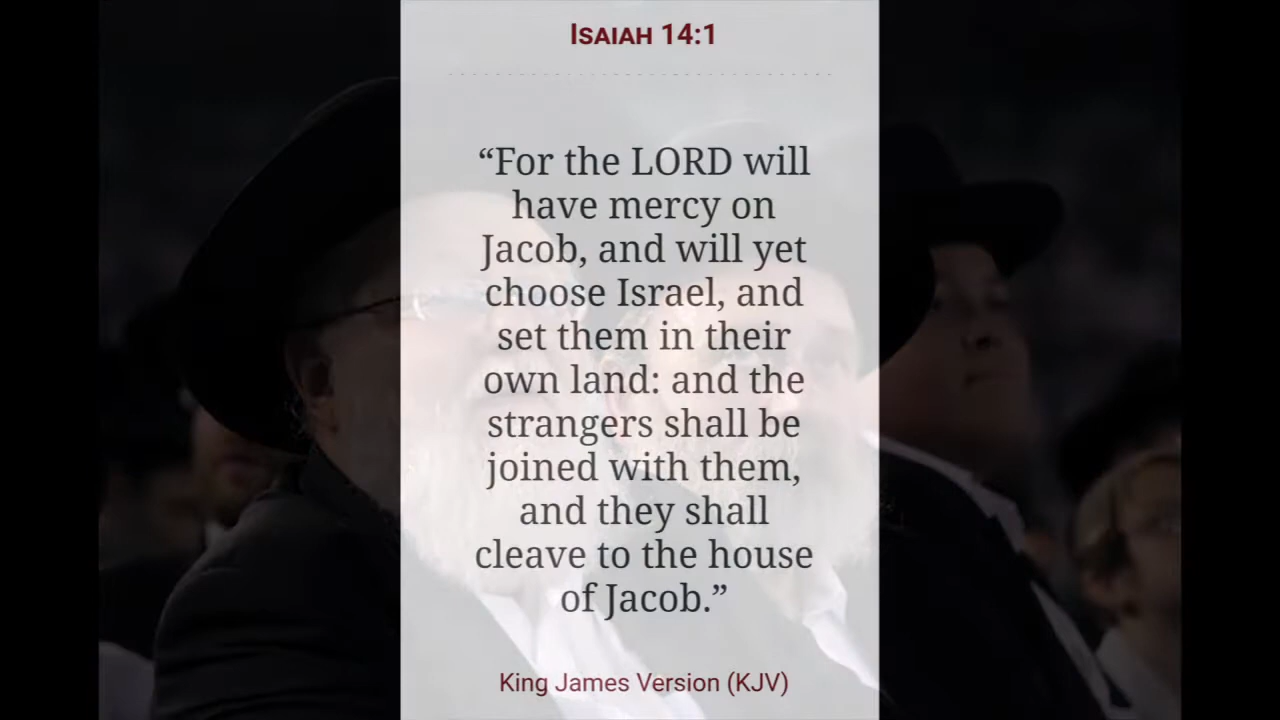 Isaiah 14:1
“For the LORD will
have mercy on
Jacob, and will yet
choose Israel, and
set them in their
own land: and the
strangers shall be
joined with them,
and they shall
cleave to the house
of Jacob.”
King James Version (KJV)